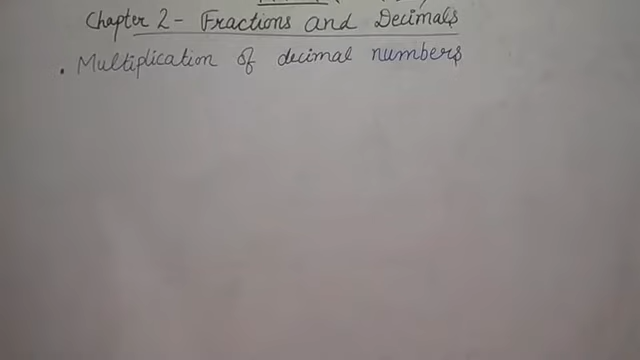 Chapter 2 - Fractions and Decimals
• Multiplication of decimal numbers